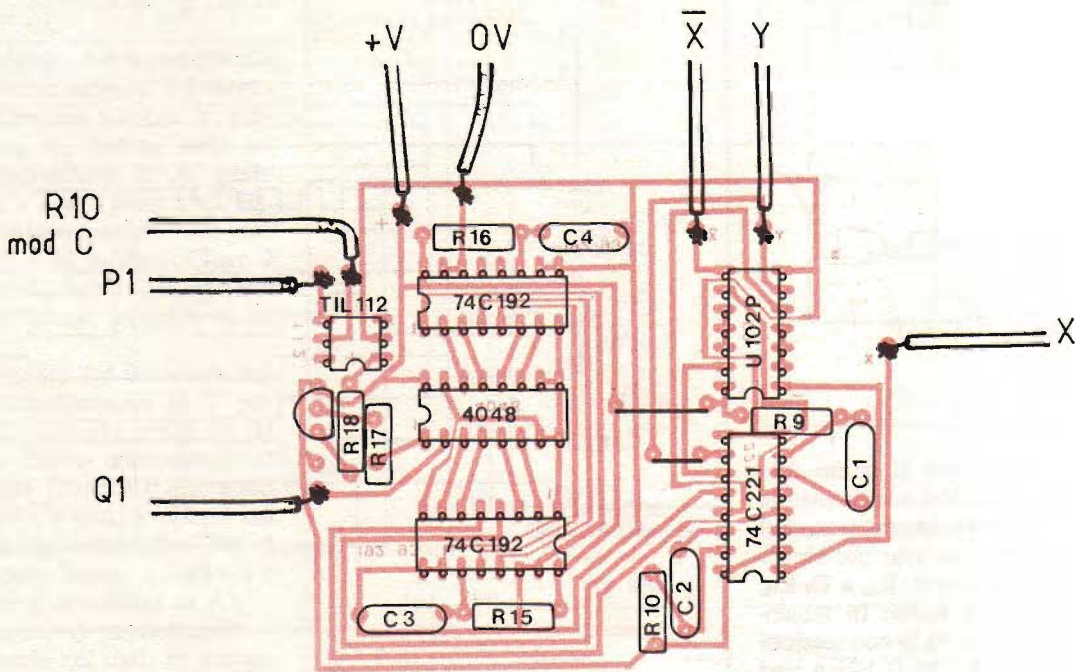 +V
0V
X̅
Y
R10
mod C
P1
R16
C4
TIL 112
74C192
U102P
X
4048
R18
R17
R9
C1
Q1
74C221
74C192
C3
R15
R10
C2